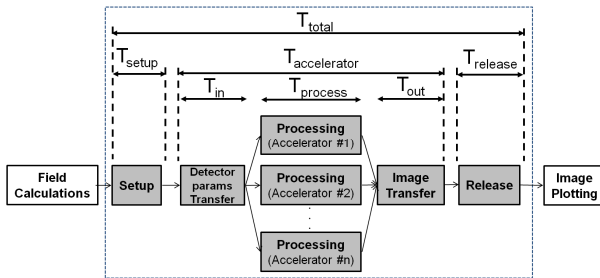 T_total
T_setup
T_accelerator
T_release
T_in
T_process
T_out
Processing
(Accelerator #1)
Field
Calculations
Setup
Detector
params
Transfer
Processing
(Accelerator #2)
Image
Transfer
Release
Image
Plotting
Processing
(Accelerator #n)